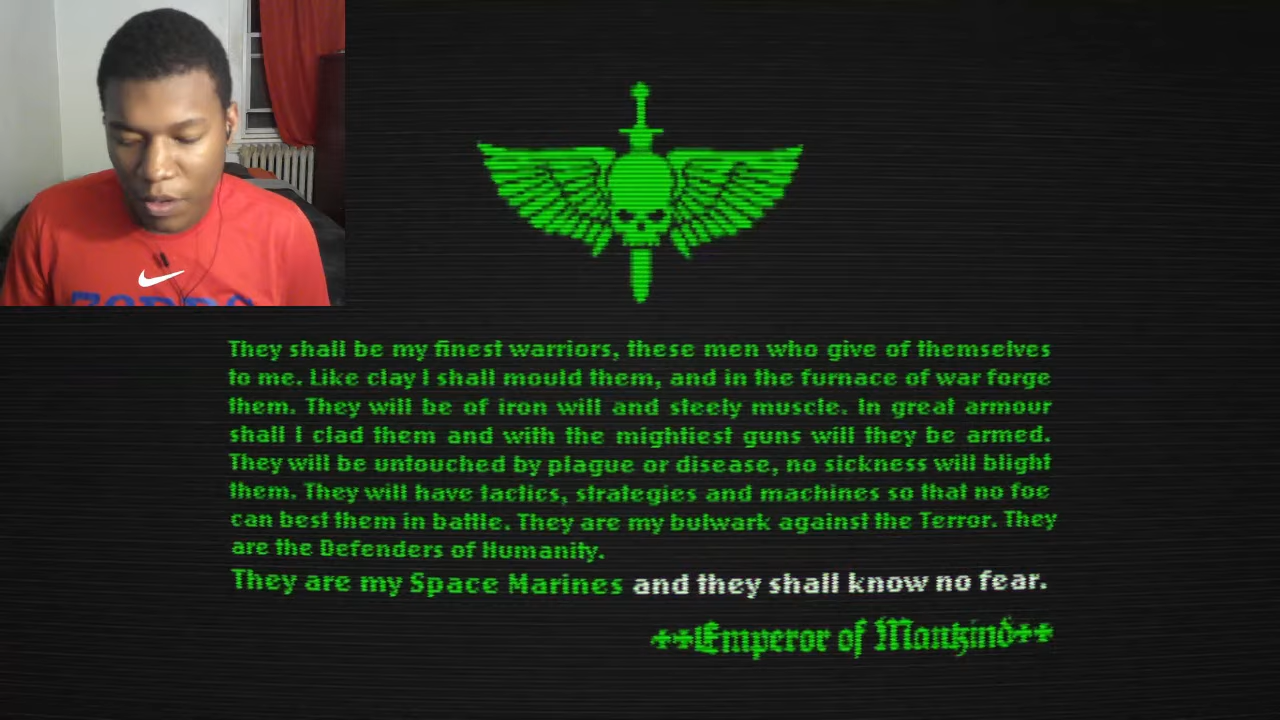 They shall be my finest warriors, these men who give of themselves
to me. Like clay I shall mould them, and in the furnace of war forge
them. They will be of iron will and steely muscle. In great armour
shall I clad them and with the mightiest guns will they be armed.
They will be untouched by plague or disease, no sickness will blight
them. They will have tactics, strategies and machines so that no foe
can best them in battle. They are my bulwark against the Terror. They
are the Defenders of Humanity.
They are my Space Marines and they shall know no fear.
++Emperor of Mankind++